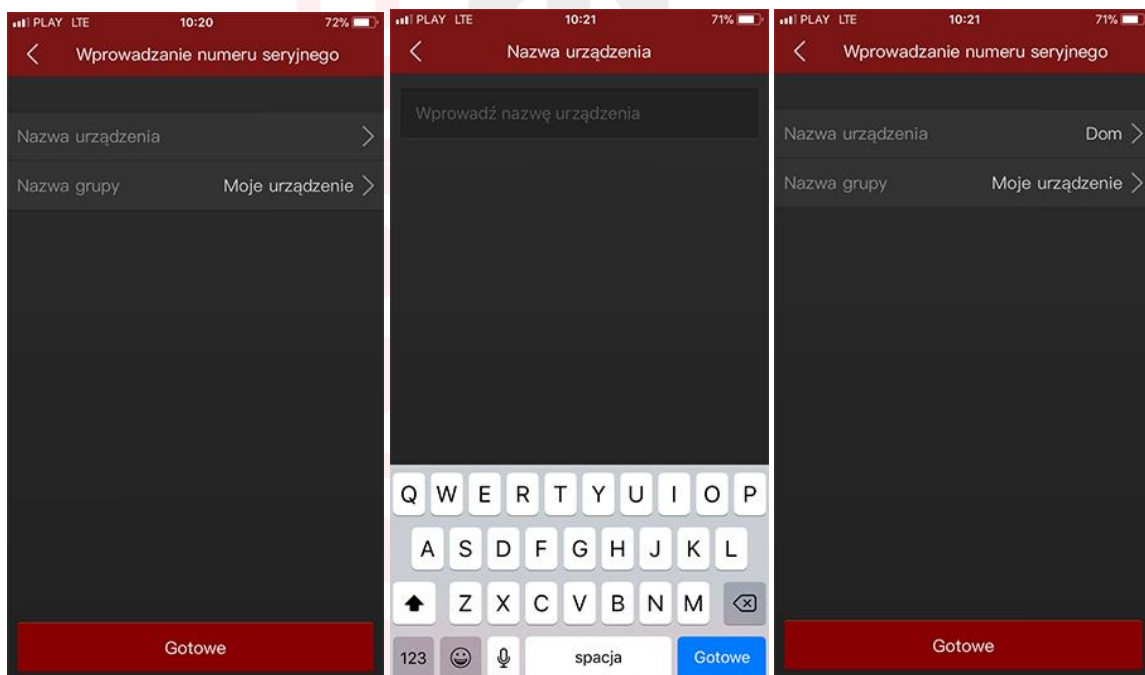 PLAY LTE 10:20 72%
Wprowadzanie numeru seryjnego
Nazwa urządzenia
Nazwa grupy Moje urządzenie
Gotowe
PLAY LTE 10:21 71%
Nazwa urządzenia
Wprowadź nazwę urządzenia
Q W E R T Y U I O P
A S D F G H J K L
Z X C V B N M
123 spacja Gotowe
PLAY LTE 10:21 71%
Wprowadzanie numeru seryjnego
Nazwa urządzenia Dom
Nazwa grupy Moje urządzenie
Gotowe